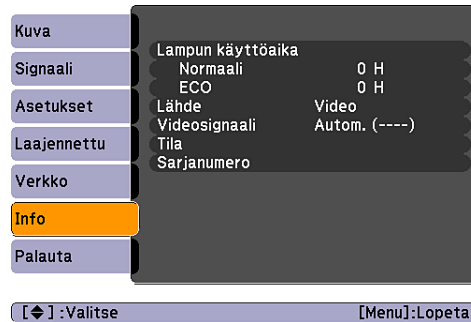 Kuva
Signaali
Asetukset
Laajennettu
Verkko
Info
Palauta
Lampun käyttöaika
Normaali 0 H
ECO 0 H
Lähde Video
Videosignaali Autom. (----)
Tila
Sarjanumero
[◆] :Valitse [Menu]:Lopeta